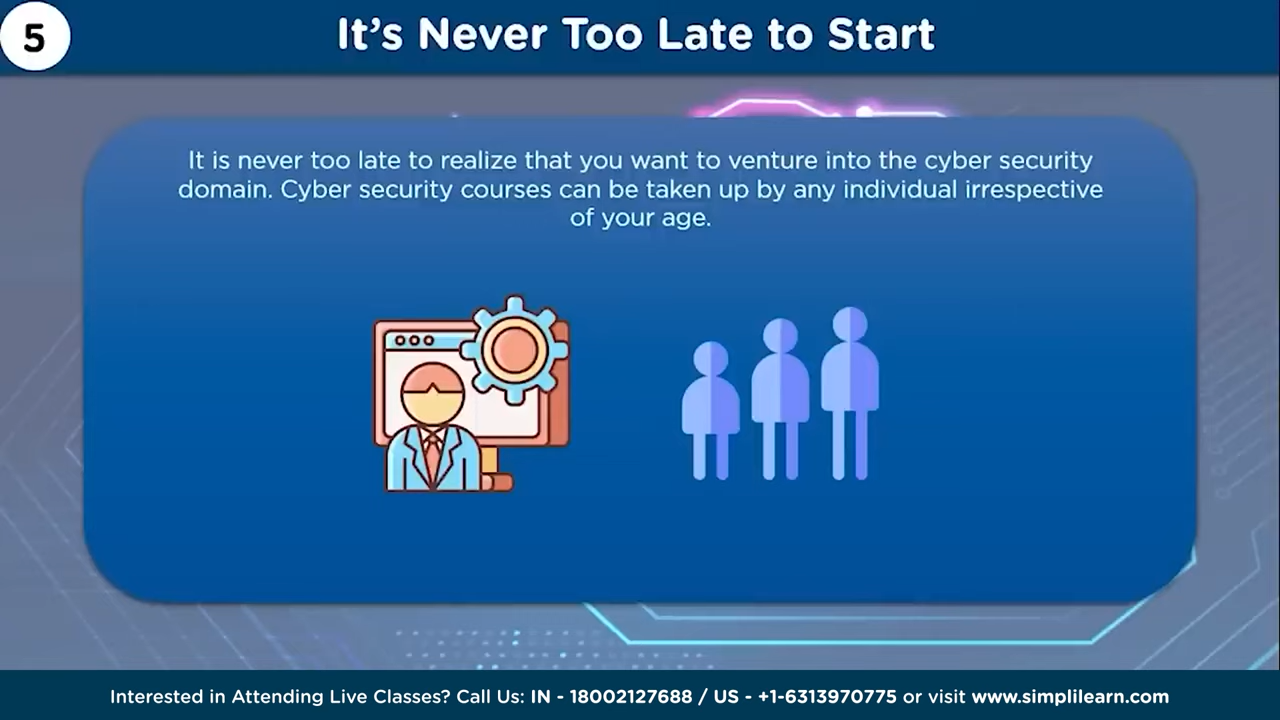 5
It's Never Too Late to Start
It is never too late to realize that you want to venture into the cyber security
domain. Cyber security courses can be taken up by any individual irrespective
of your age.
Interested in Attending Live Classes? Call Us: IN - 18002127688 / US - +1-6313970775 or visit www.simplilearn.com